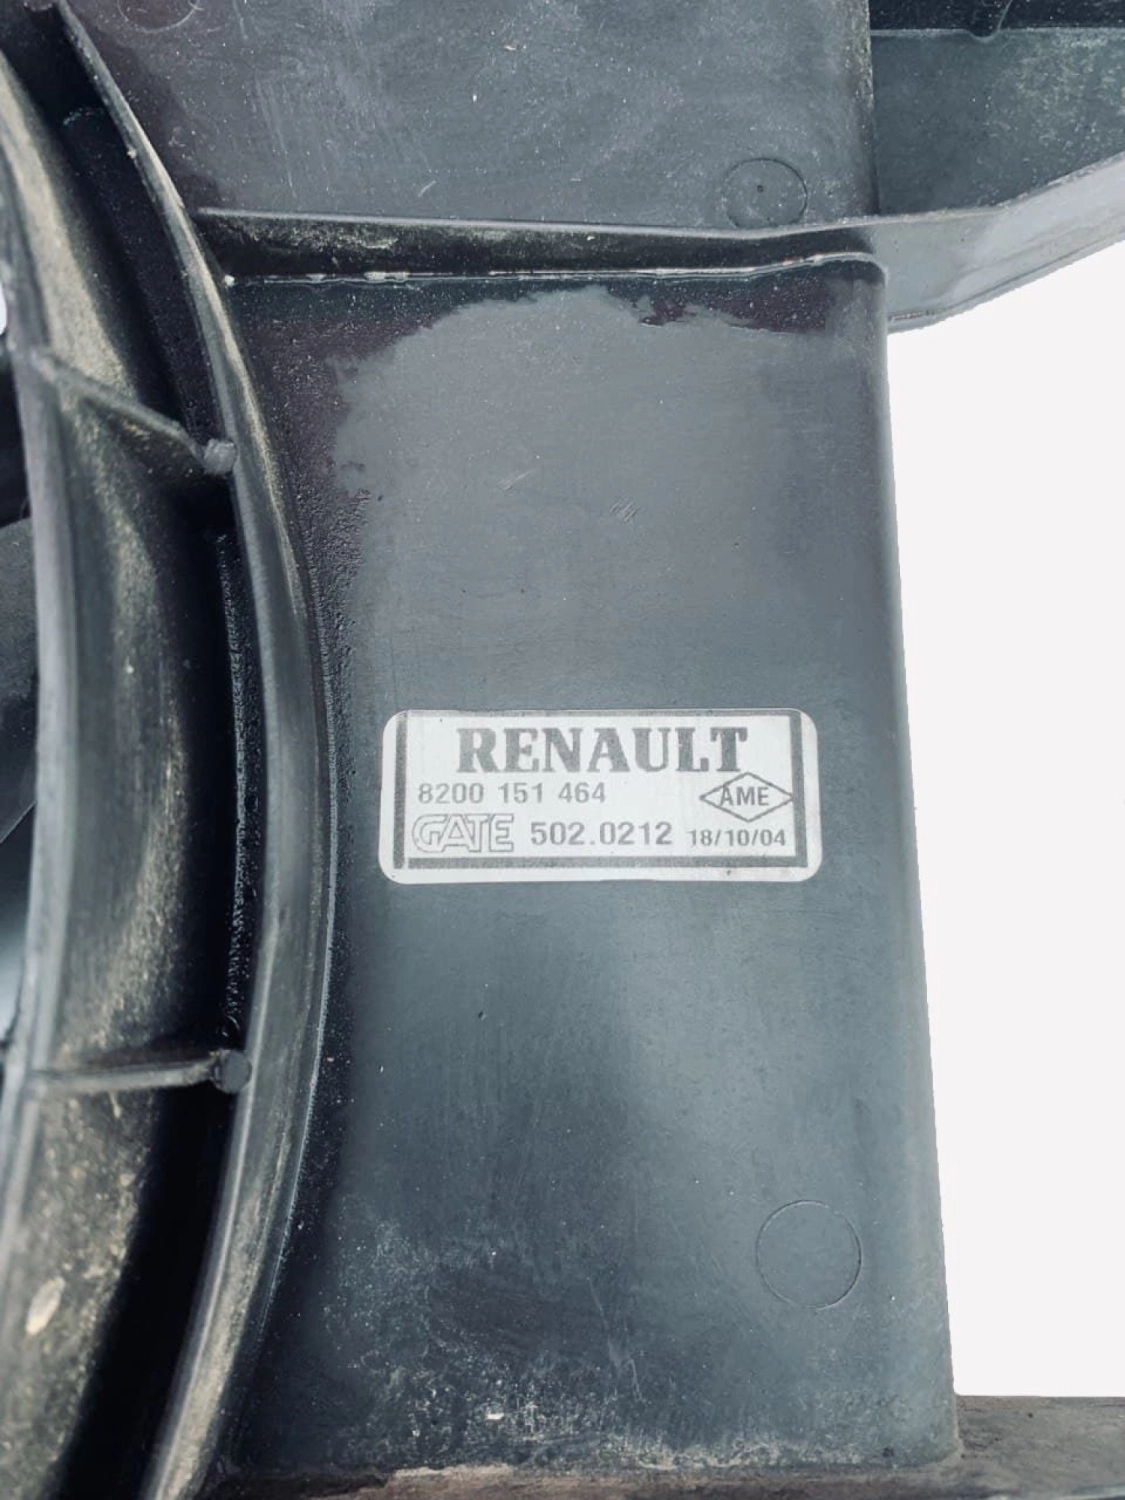 RENAULT
8200 151 464 AME
GATE 502.0212 18/10/04